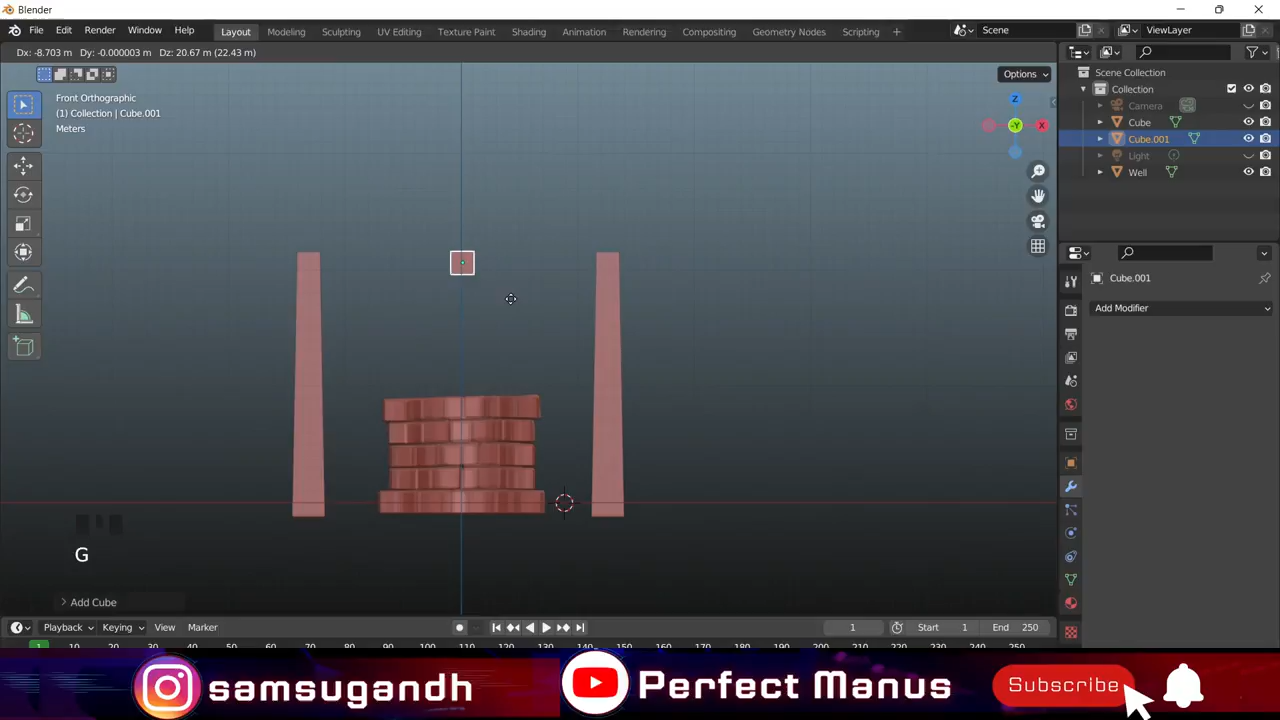 Blender
File Edit Render Window Help Layout Modeling Sculpting UV Editing Texture Paint Shading Animation Rendering Compositing Geometry Nodes Scripting + Scene ViewLayer
Dx: -8.703 m Dy: -0.000003 m Dz: 20.67 m (22.43 m)
Options
Front Orthographic
(1) Collection | Cube.001
Meters
Z
-Y
X
Scene Collection
Collection
Camera
Cube
Cube.001
Light
Well
Cube.001
Add Modifier
G
Add Cube
Playback Keying View Marker 1 Start 1 End 250
1
samsugandh
Perfect Manus
Subscribe